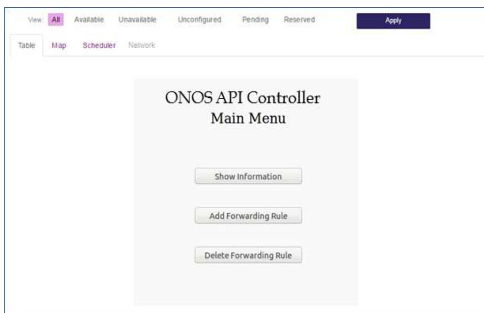 View: All Available Unavailable Unconfigured Pending Reserved Apply
Table Map Scheduler Network
ONOS API Controller
Main Menu
Show Information
Add Forwarding Rule
Delete Forwarding Rule